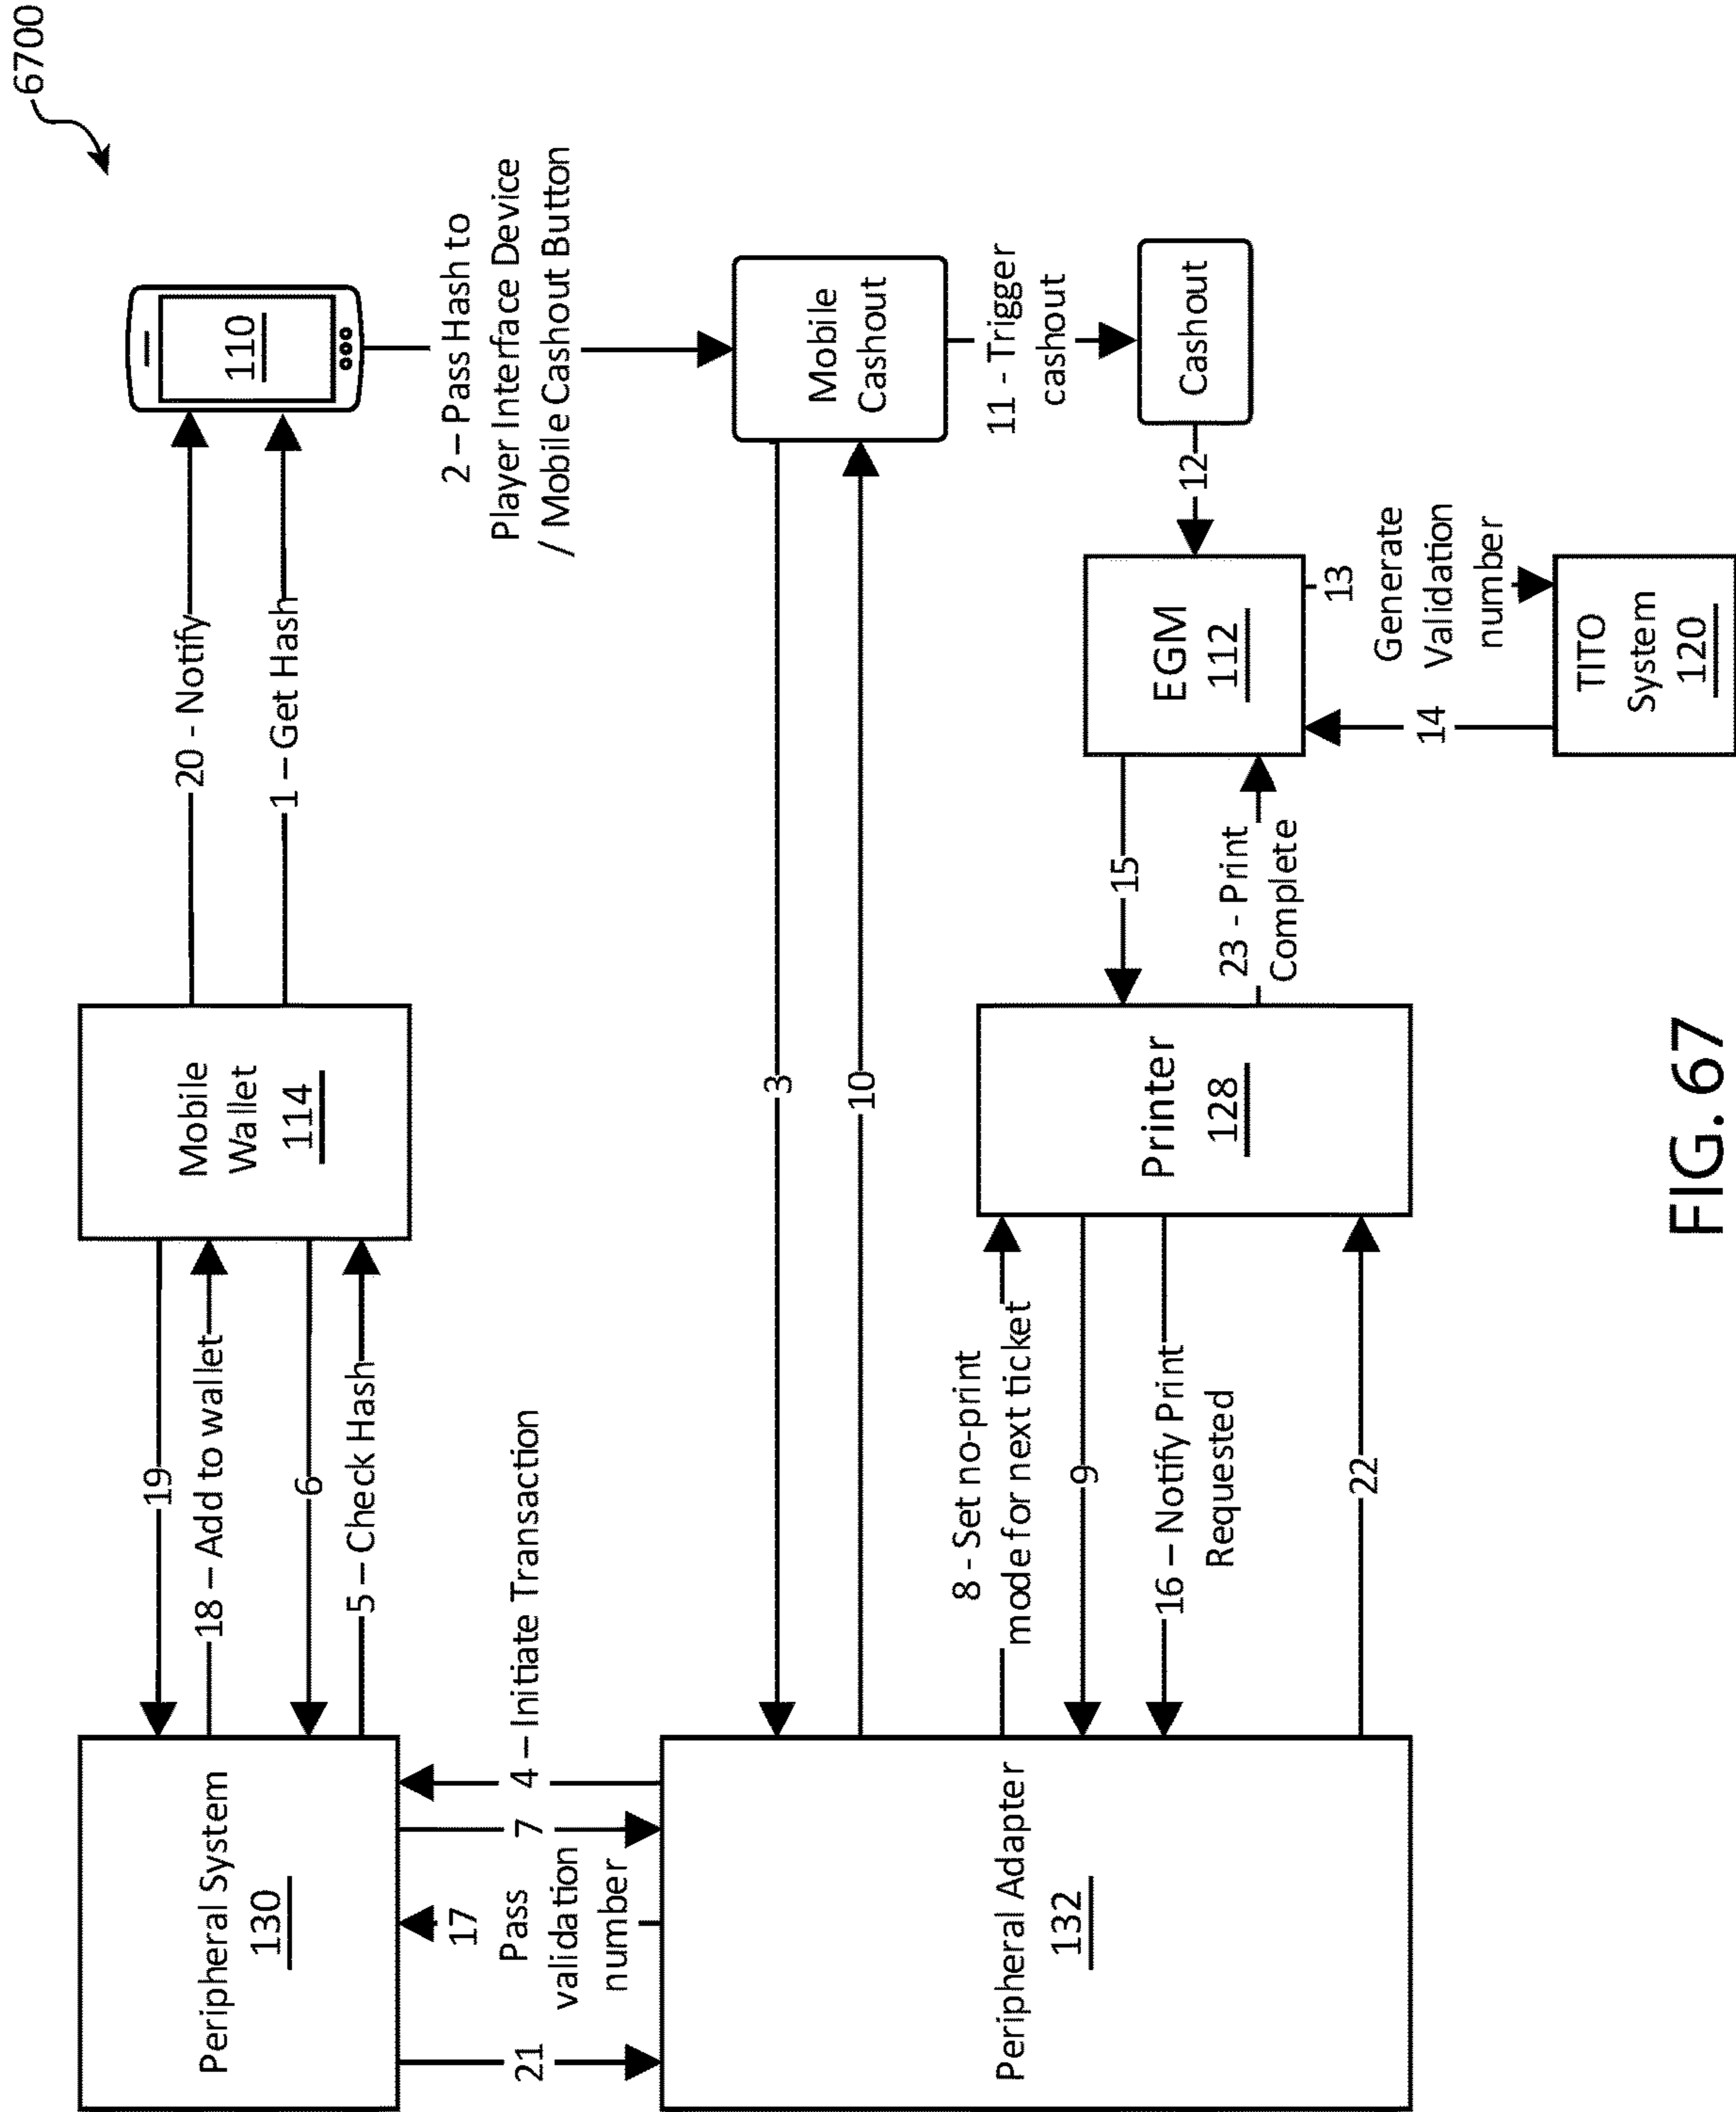 6700
110
20 - Notify
1 – Get Hash
2 – Pass Hash to
Player Interface Device
/ Mobile Cashout Button
Mobile
Wallet
114
19
18 – Add to wallet
6
5 – Check Hash
Peripheral System
130
4 – Initiate Transaction
7
17
Pass
validation
number
21
Peripheral Adapter
132
3
10
Mobile
Cashout
11 - Trigger
cashout
Cashout
12
EGM
112
13
Generate
Validation
number
14
TITO
System
120
15
23 - Print
Complete
Printer
128
8 - Set no-print
mode for next ticket
9
16 – Notify Print
Requested
22
FIG. 67